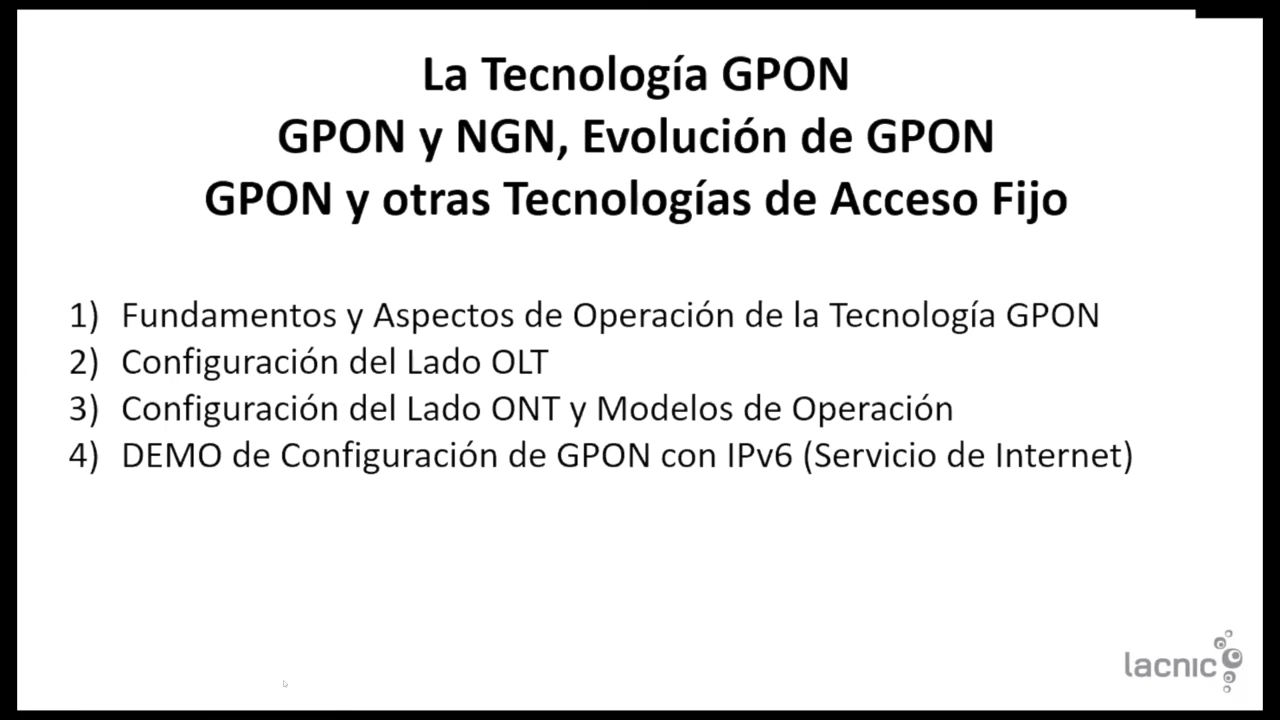 La Tecnología GPON
GPON y NGN, Evolución de GPON
GPON y otras Tecnologías de Acceso Fijo
1) Fundamentos y Aspectos de Operación de la Tecnología GPON
2) Configuración del Lado OLT
3) Configuración del Lado ONT y Modelos de Operación
4) DEMO de Configuración de GPON con IPv6 (Servicio de Internet)
lacnic